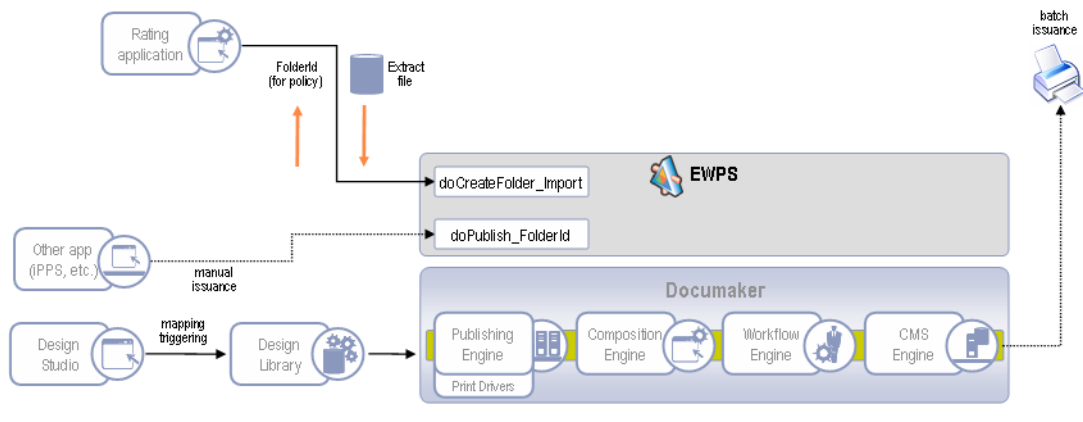 batch
issuance
Rating
application
FolderId
(for policy)
Extract
file
EWPS
doCreateFolder_Import
doPublish_FolderId
Other app
(iPPS, etc.)
manual
issuance
Documaker
mapping
triggering
Design
Studio
Design
Library
Publishing
Engine
Print Drivers
Composition
Engine
Workflow
Engine
CMS
Engine